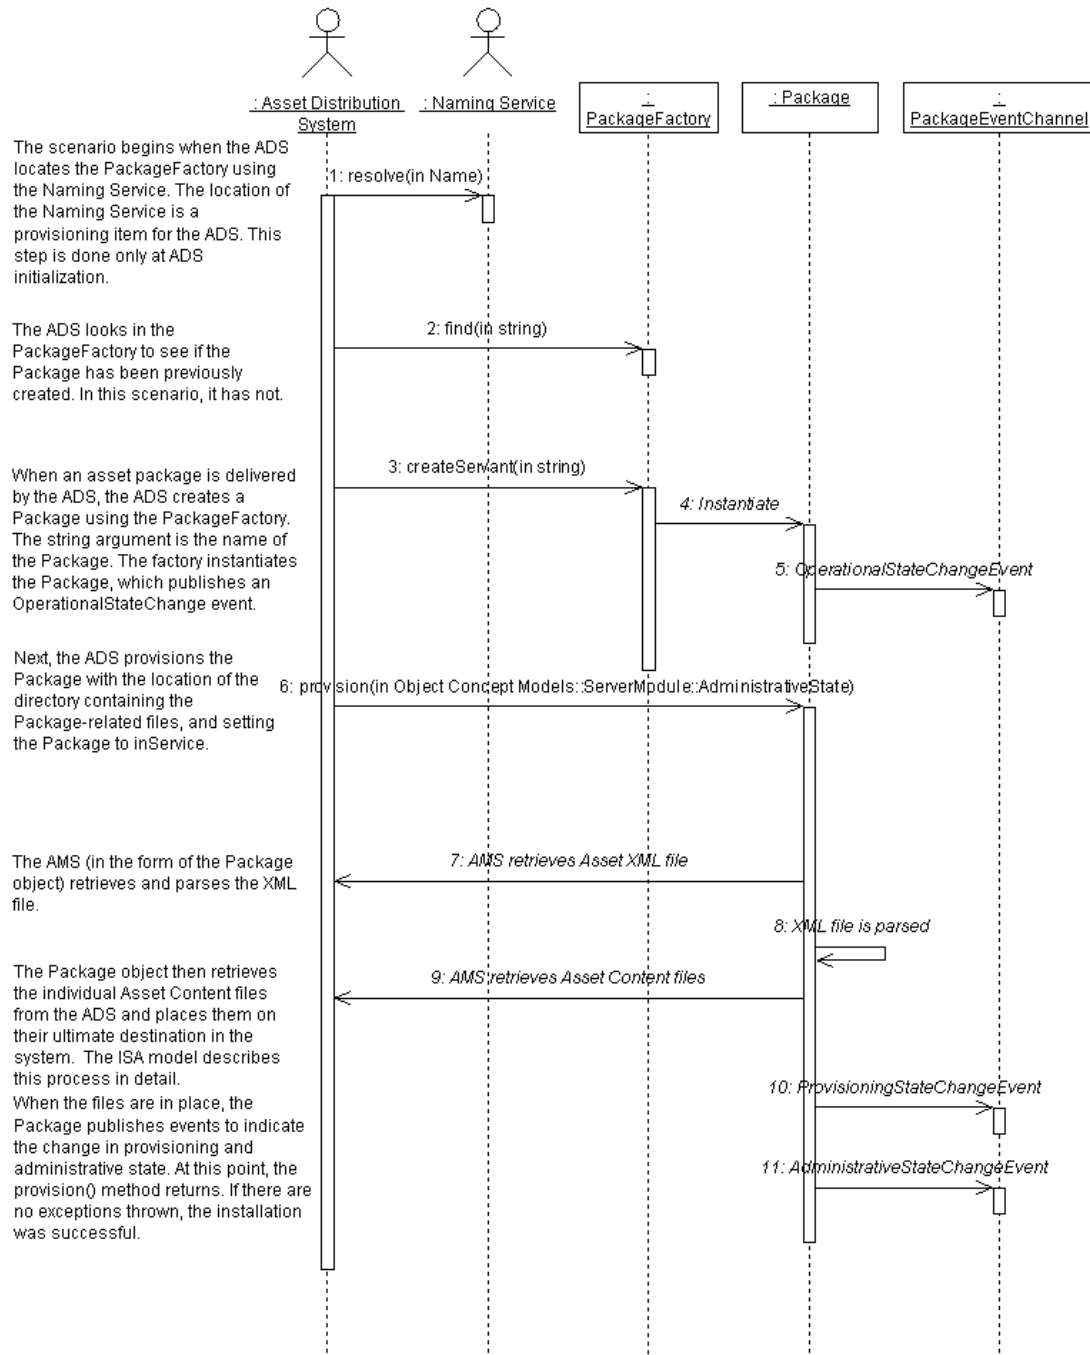 : Asset Distribution
System
: Naming Service
:
PackageFactory
: Package
:
PackageEventChannel
The scenario begins when the ADS
locates the PackageFactory using
the Naming Service. The location of
the Naming Service is a
provisioning item for the ADS. This
step is done only at ADS
initialization.
1: resolve(in Name)
The ADS looks in the
PackageFactory to see if the
Package has been previously
created. In this scenario, it has not.
2: find(in string)
When an asset package is delivered
by the ADS, the ADS creates a
Package using the PackageFactory.
The string argument is the name of
the Package. The factory instantiates
the Package, which publishes an
OperationalStateChange event.
3: createServant(in string)
4: Instantiate
5: OperationalStateChangeEvent
Next, the ADS provisions the
Package with the location of the
directory containing the
Package-related files, and setting
the Package to inService.
6: provision(in Object Concept Models::ServerModule::AdministrativeState)
The AMS (in the form of the Package
object) retrieves and parses the XML
file.
7: AMS retrieves Asset XML file
8: XML file is parsed
The Package object then retrieves
the individual Asset Content files
from the ADS and places them on
their ultimate destination in the
system. The ISA model describes
this process in detail.
9: AMS retrieves Asset Content files
When the files are in place, the
Package publishes events to indicate
the change in provisioning and
administrative state. At this point, the
provision() method returns. If there are
no exceptions thrown, the installation
was successful.
10: ProvisioningStateChangeEvent
11: AdministrativeStateChangeEvent